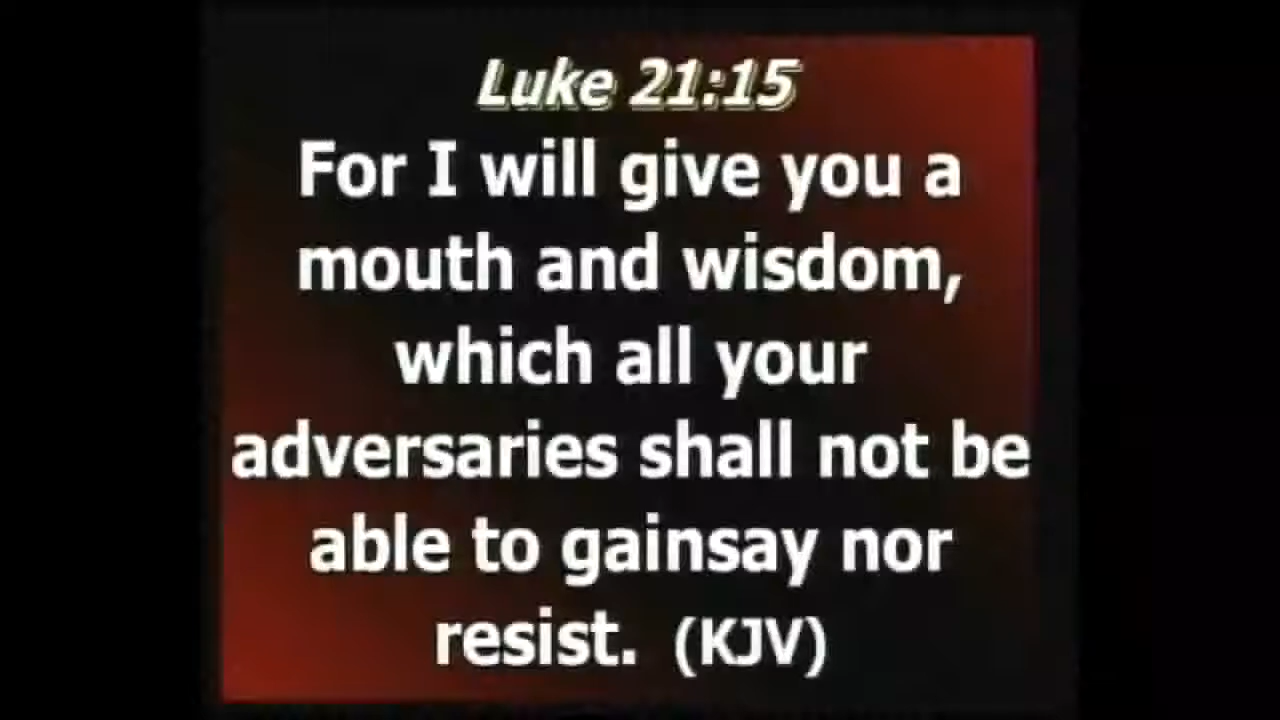 Luke 21:15
For I will give you a
mouth and wisdom,
which all your
adversaries shall not be
able to gainsay nor
resist. (KJV)